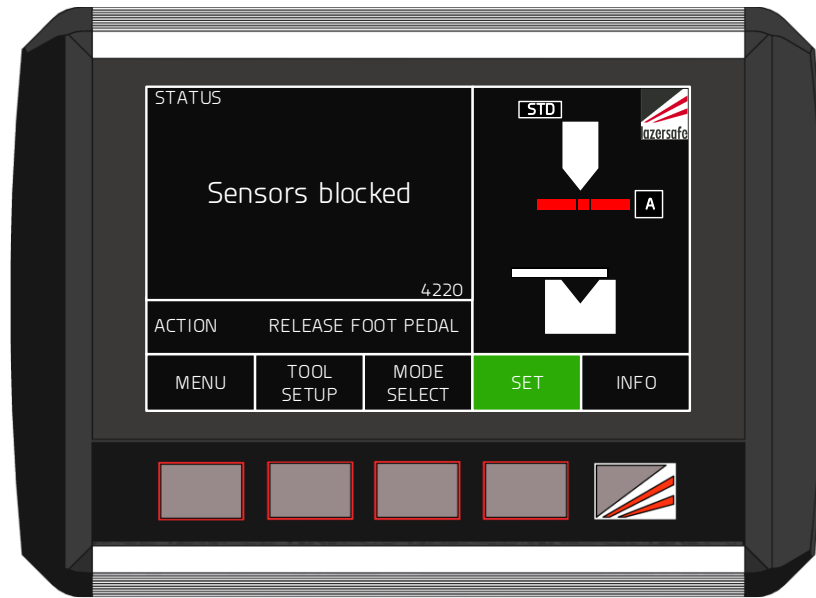 STATUS
STD
lazersafe
Sensors blocked
A
4220
ACTION RELEASE FOOT PEDAL
MENU
TOOL
SETUP
MODE
SELECT
SET
INFO